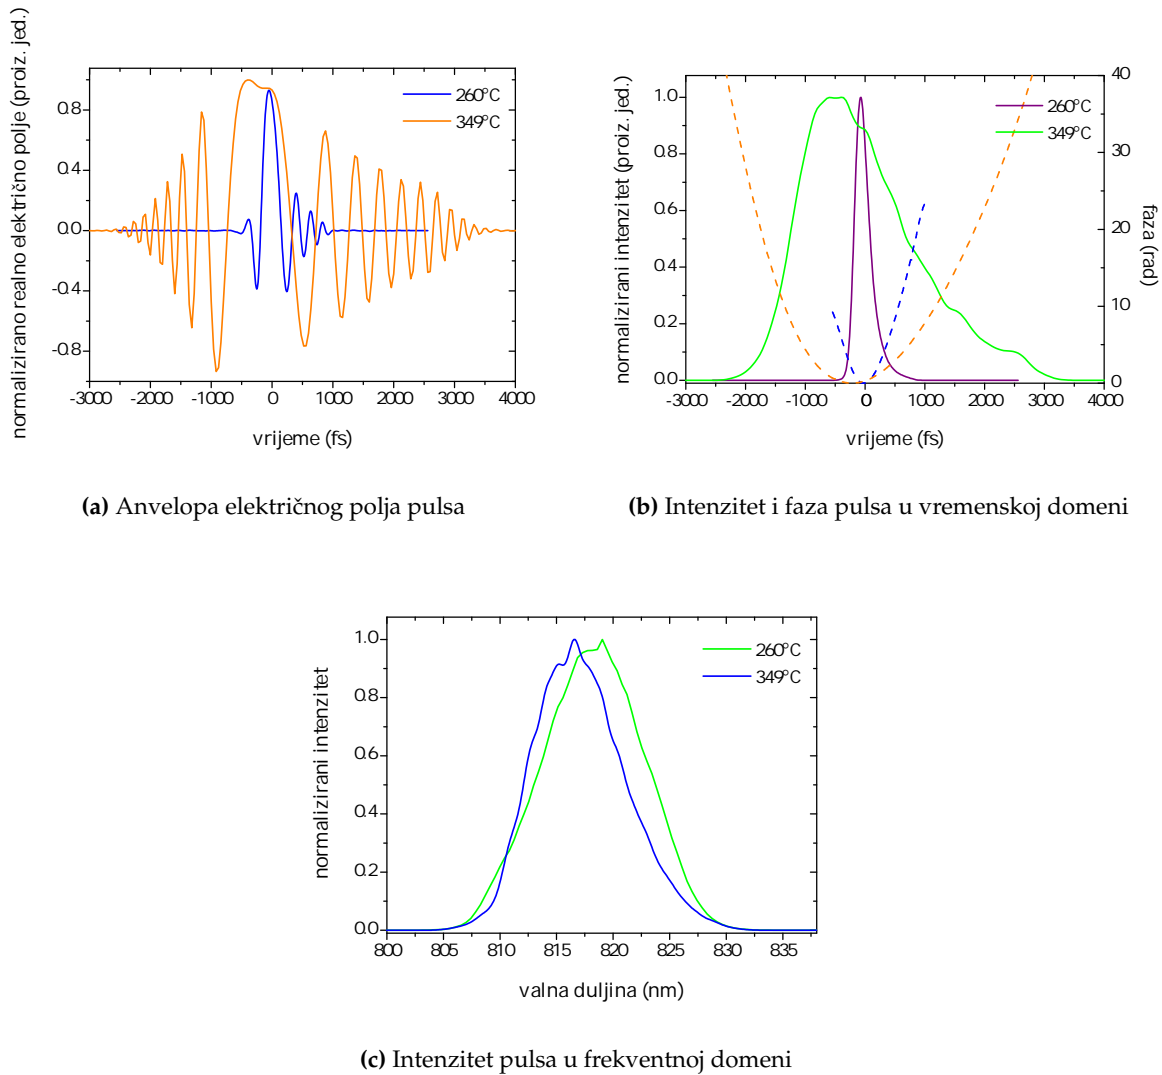 normalizirano realno električno polje (proiz. jed.)
0.8
0.4
0.0
-0.4
-0.8
-3000 -2000 -1000 0 1000 2000 3000 4000
vrijeme (fs)
260°C
349°C
(a) Anvelopa električnog polja pulsa
normalizirani intenzitet (proiz. jed.)
1.0
0.8
0.6
0.4
0.2
0.0
-3000 -2000 -1000 0 1000 2000 3000 4000
vrijeme (fs)
260°C
349°C
40
30
20
10
0
faza (rad)
(b) Intenzitet i faza pulsa u vremenskoj domeni
normalizirani intenzitet
1.0
0.8
0.6
0.4
0.2
0.0
800 805 810 815 820 825 830 835
valna duljina (nm)
260°C
349°C
(c) Intenzitet pulsa u frekventnoj domeni